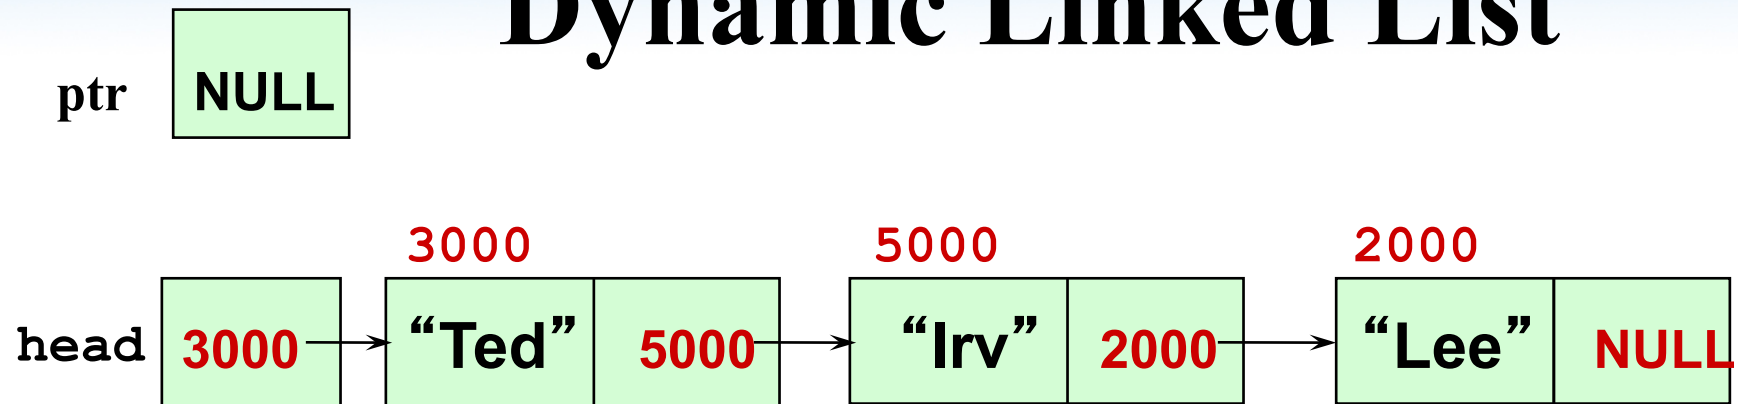 Dynamic Linked List
ptr NULL
3000 5000 2000
head 3000 “Ted” 5000 “Irv” 2000 “Lee” NULL